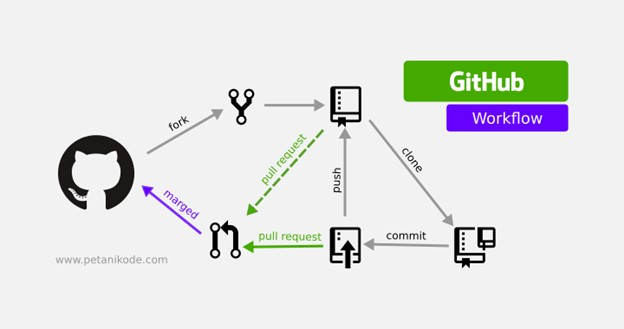 GitHub
Workflow
fork
clone
pull request
push
marged
pull request
commit
www.petanikode.com